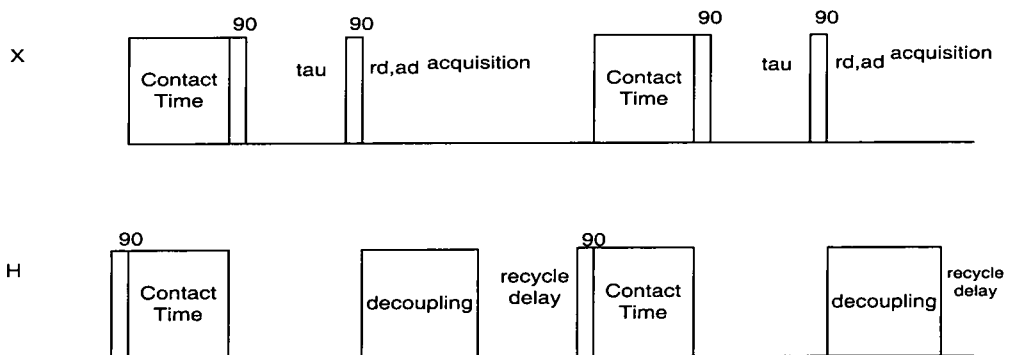 90 90 90 90
X Contact Time tau rd,ad acquisition Contact Time tau rd,ad acquisition
90 90
H Contact Time decoupling recycle delay Contact Time decoupling recycle delay